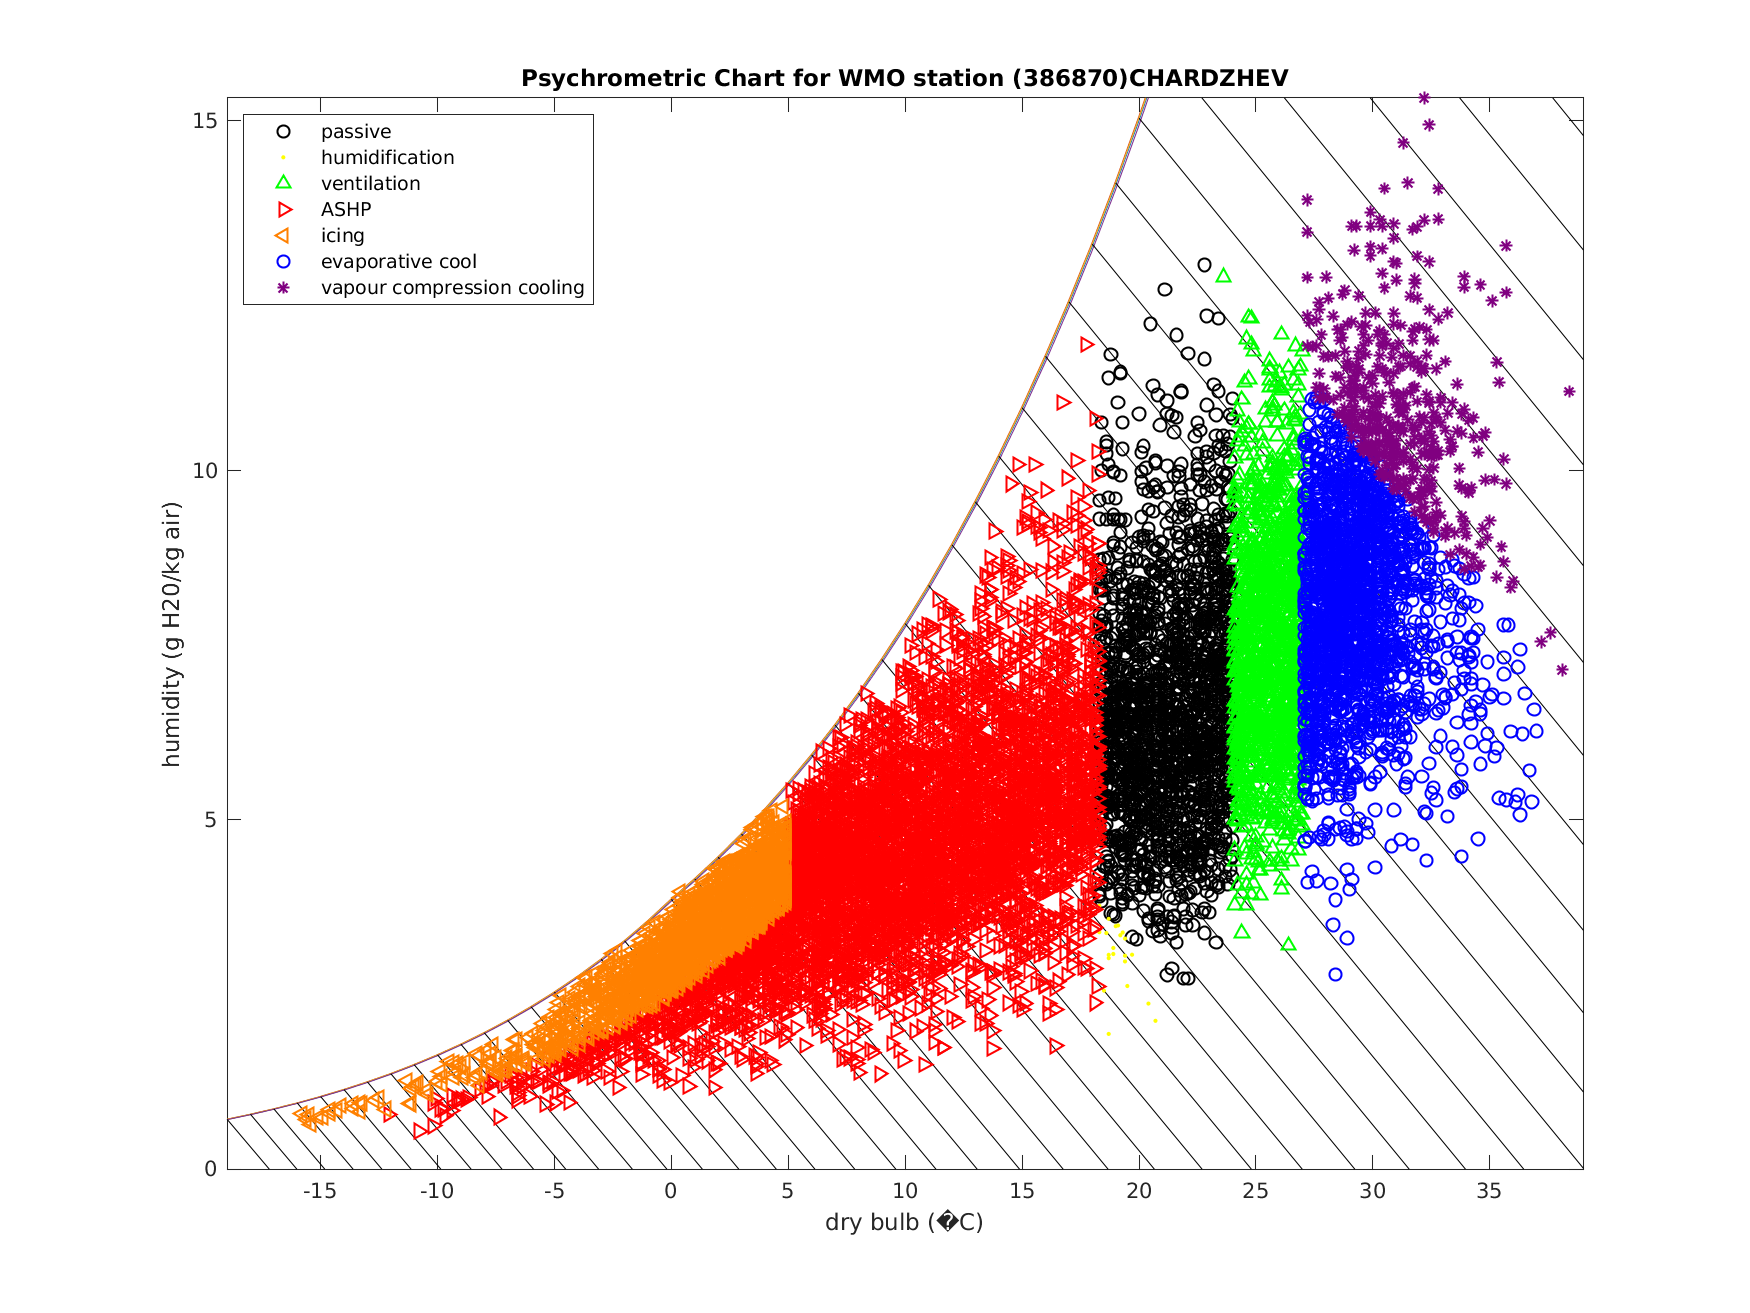 Psychrometric Chart for WMO station (386870)CHARDZHEV
passive
humidification
ventilation
ASHP
icing
evaporative cool
vapour compression cooling
15
10
5
0
humidity (g H20/kg air)
-15 -10 -5 0 5 10 15 20 25 30 35
dry bulb (�C)